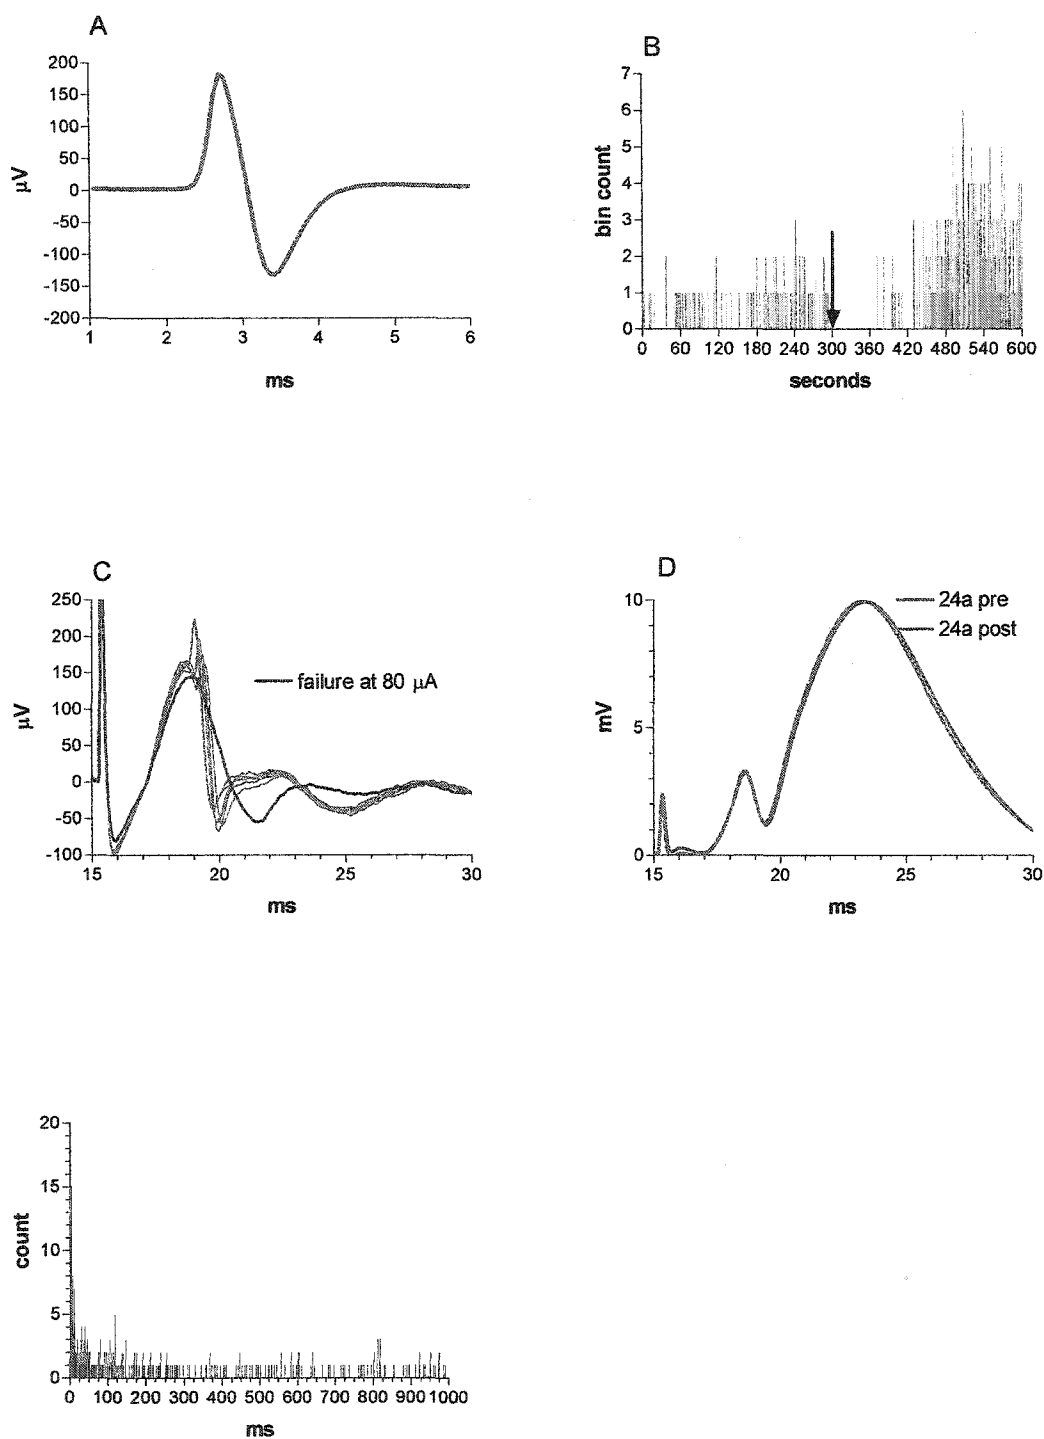 A
200
150
100
50
0
-50
-100
-150
-200
μV
1 2 3 4 5 6
ms
B
7
6
5
4
3
2
1
0
bin count
0 60 120 180 240 300 360 420 480 540 600
seconds
C
250
200
150
100
50
0
-50
-100
μV
failure at 80 μA
15 20 25 30
ms
D
10
5
0
mV
24a pre
24a post
15 20 25 30
ms
20
15
10
5
0
count
0 100 200 300 400 500 600 700 800 900 1000
ms